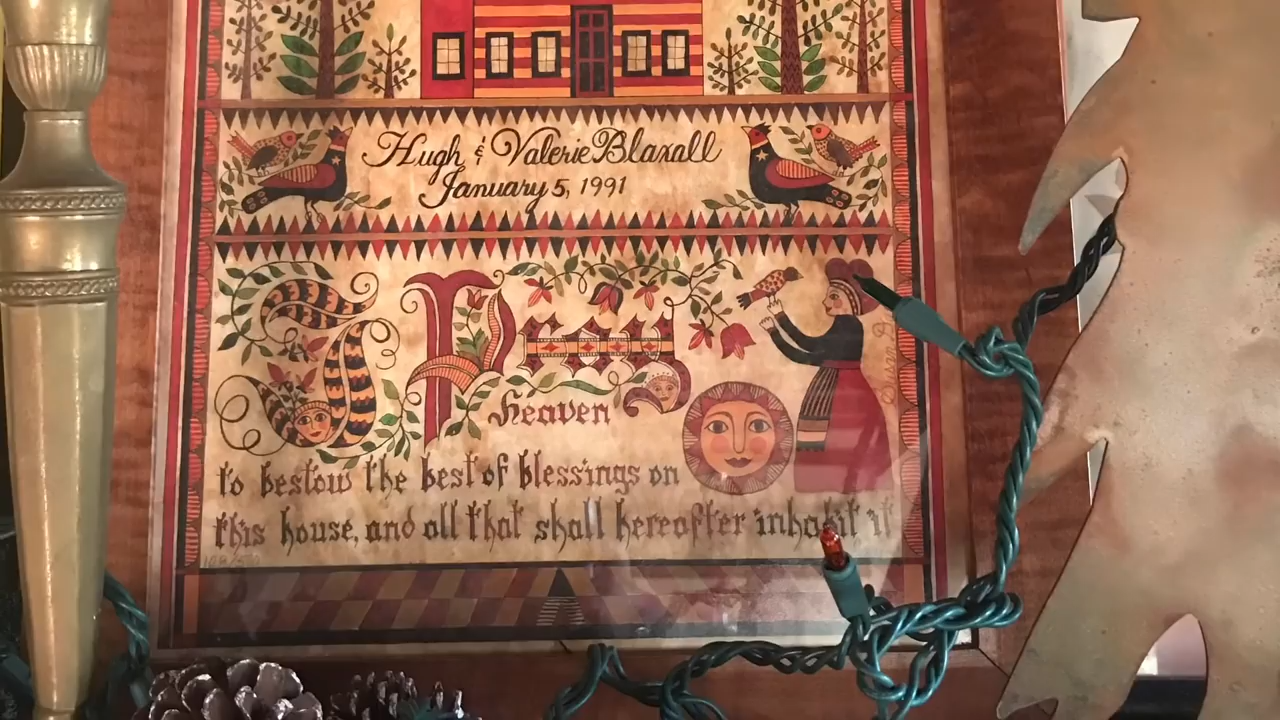 Hugh & Valerie Blaxall
January 5, 1991
I Pray
heaven
to bestow the best of blessings on
this house, and all that shall hereafter inhabit it